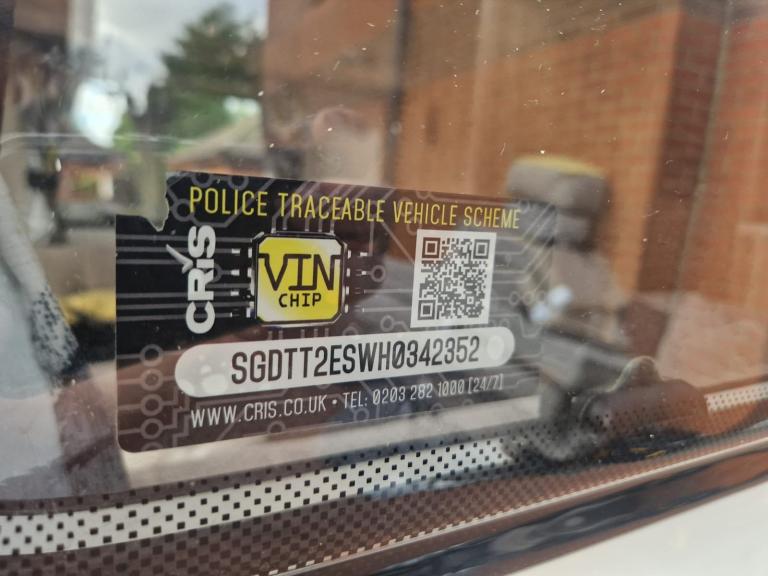 POLICE TRACEABLE VEHICLE SCHEME
CRiS
VIN
CHIP
SGDTT2ESWH0342352
WWW.CRIS.CO.UK • TEL: 0203 282 1000 [24/7]